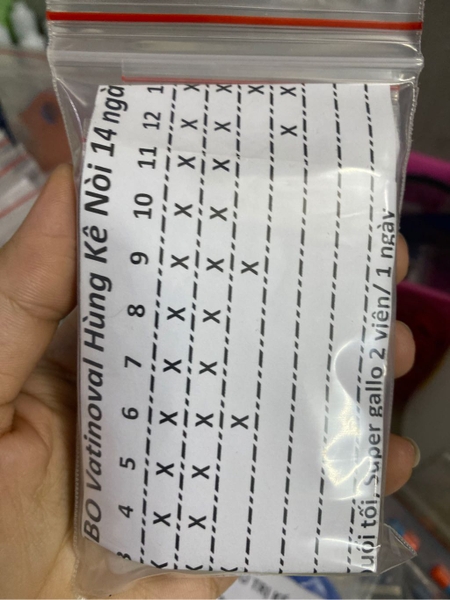 BO Vatinoval Hùng Kê Nòi 14 ngà
3 4 5 6 7 8 9 10 11 12 1
X X X X X X X X X X
X X X X X X X X X X
X X X
X X
uổi tối . Super gallo 2 viên/ 1 ngày